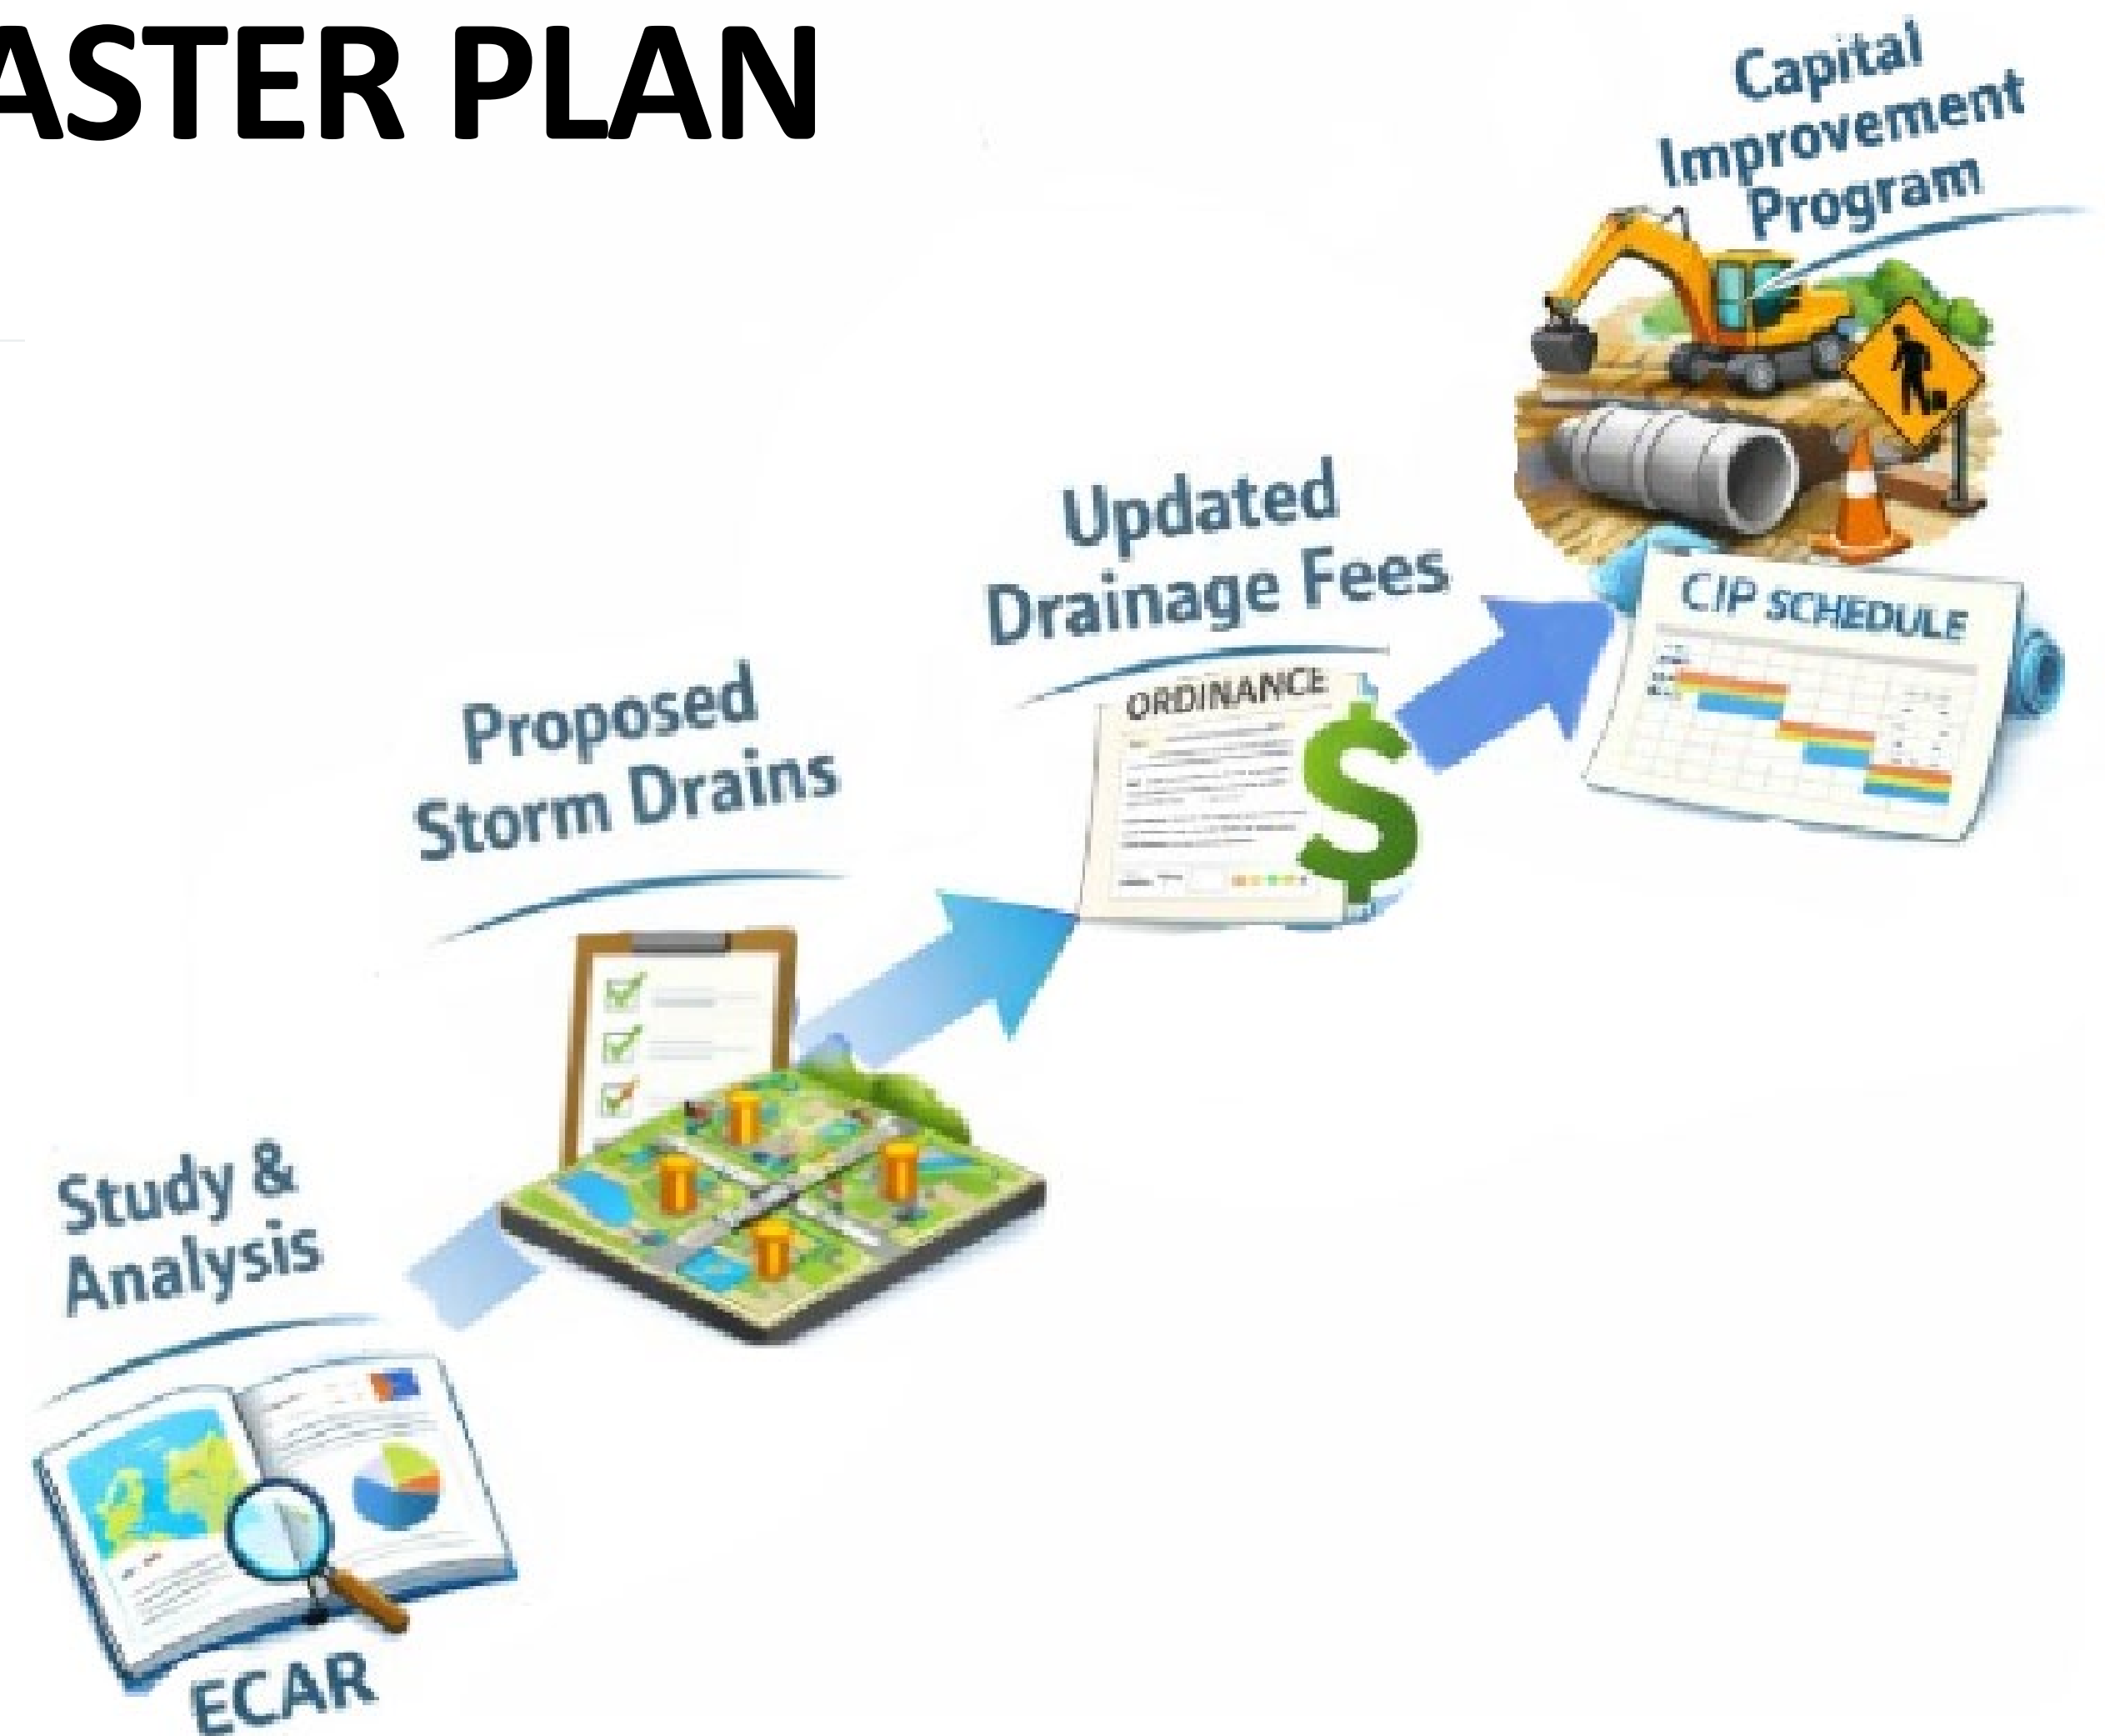 ASTER PLAN
Capital
Improvement
Program
CIP SCHEDULE
Updated
Drainage Fees
ORDINANCE
Proposed
Storm Drains
Study &
Analysis
ECAR